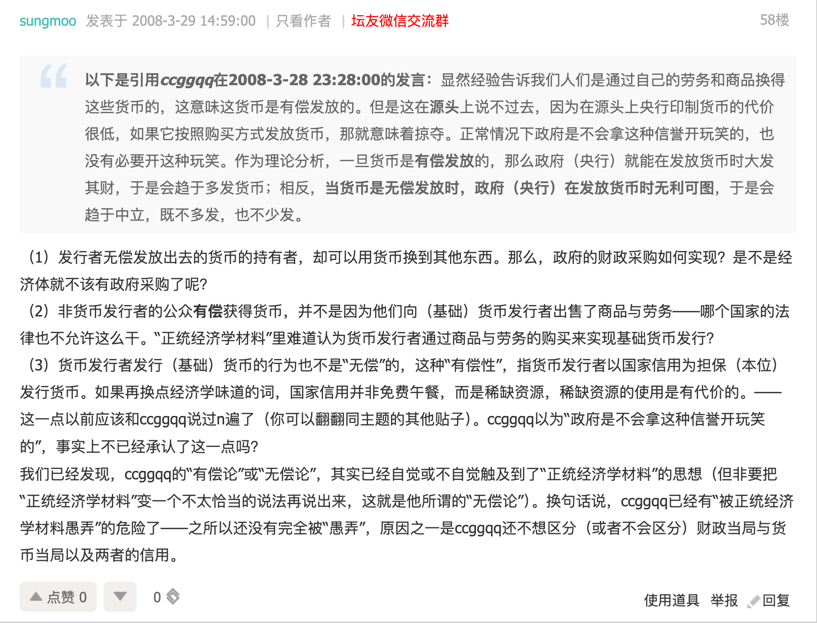 sungmoo 发表于 2008-3-29 14:59:00 | 只看作者 | 坛友微信交流群 58楼
以下是引用ccggqq在2008-3-28 23:28:00的发言：显然经验告诉我们人们是通过自己的劳务和商品换得
这些货币的，这意味这货币是有偿发放的。但是这在源头上说不过去，因为在源头上央行印制货币的代价
很低，如果它按照购买方式发放货币，那就意味着掠夺。正常情况下政府是不会拿这种信誉开玩笑的，也
没有必要开这种玩笑。作为理论分析，一旦货币是有偿发放的，那么政府（央行）就能在发放货币时大发
其财，于是会趋于多发货币；相反，当货币是无偿发放时，政府（央行）在发放货币时无利可图，于是会
趋于中立，既不多发，也不少发。
（1）发行者无偿发放出去的货币的持有者，却可以用货币换到其他东西。那么，政府的财政采购如何实现？是不是经
济体就不该有政府采购了呢?
（2）非货币发行者的公众有偿获得货币，并不是因为他们向（基础）货币发行者出售了商品与劳务——哪个国家的法
律也不允许这么干。“正统经济学材料”里难道认为货币发行者通过商品与劳务的购买来实现基础货币发行?
（3）货币发行者发行（基础）货币的行为也不是“无偿”的，这种“有偿性”，指货币发行者以国家信用为担保（本位）
发行货币。如果再换点经济学味道的词，国家信用并非免费午餐，而是稀缺资源，稀缺资源的使用是有代价的。——
这一点以前应该和ccggqq说过n遍了（你可以翻翻同主题的其他贴子）。ccggqq以为“政府是不会拿这种信誉开玩笑
的”，事实上不已经承认了这一点吗?
我们已经发现，ccggqq的“有偿论”或“无偿论”，其实已经自觉或不自觉触及到了“正统经济学材料”的思想（但非要把
“正统经济学材料”变一个不太恰当的说法再说出来，这就是他所谓的“无偿论”）。换句话说，ccggqq已经有“被正统经济
学材料愚弄”的危险了——之所以还没有完全被“愚弄”，原因之一是ccggqq还不想区分（或者不会区分）财政当局与货
币当局以及两者的信用。
点赞 0 0 使用道具 举报 回复